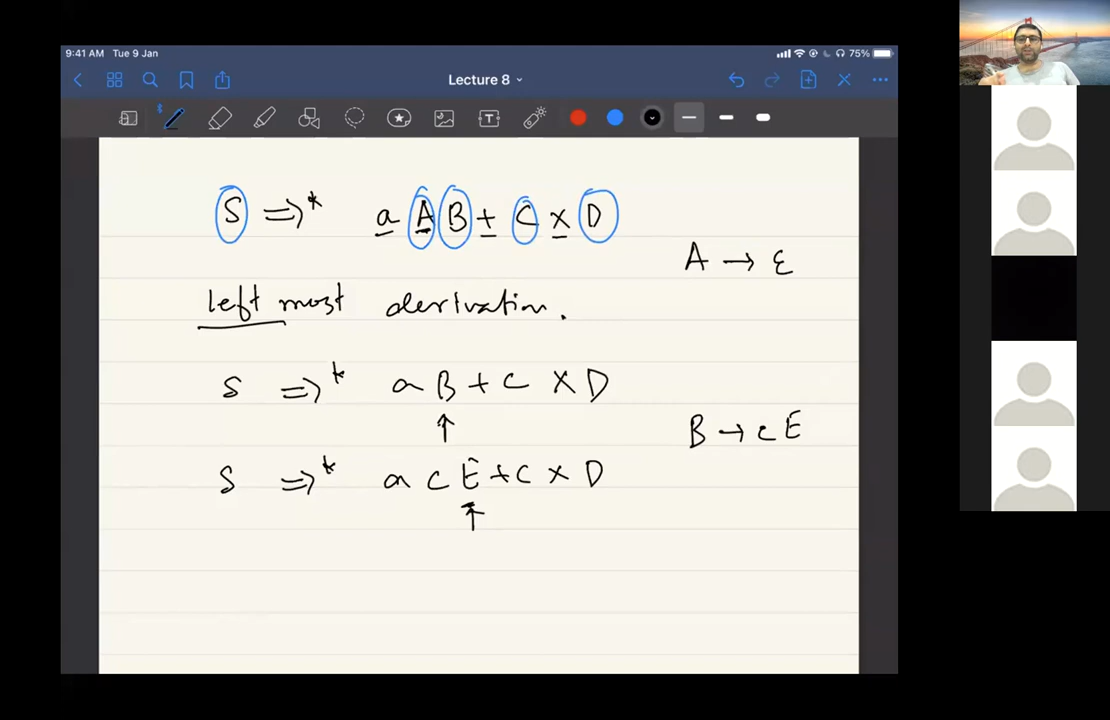 9:41 AM Tue 9 Jan
75%
Lecture 8
S ⇒* a A B + C × D
A → ε
left most derivation.
S ⇒* a B + C × D
↑
B → c E
S ⇒* a c E + C × D
↑